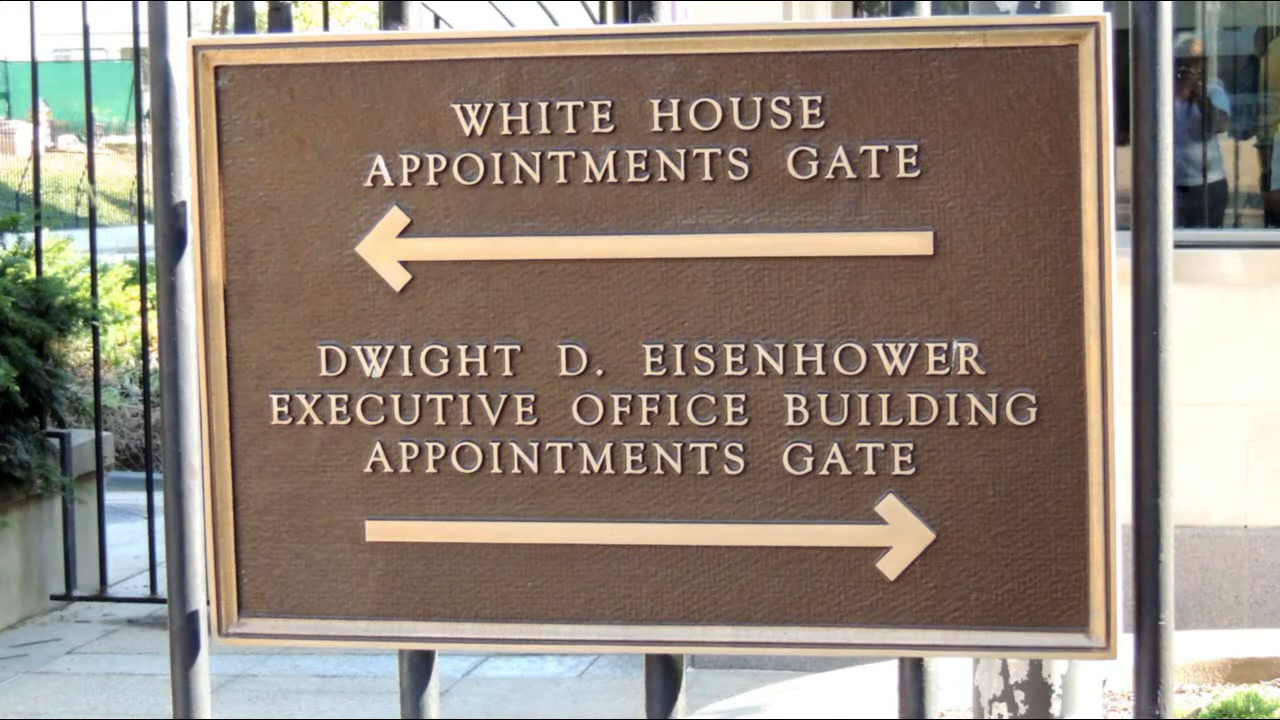 WHITE HOUSE
APPOINTMENTS GATE
DWIGHT D. EISENHOWER
EXECUTIVE OFFICE BUILDING
APPOINTMENTS GATE